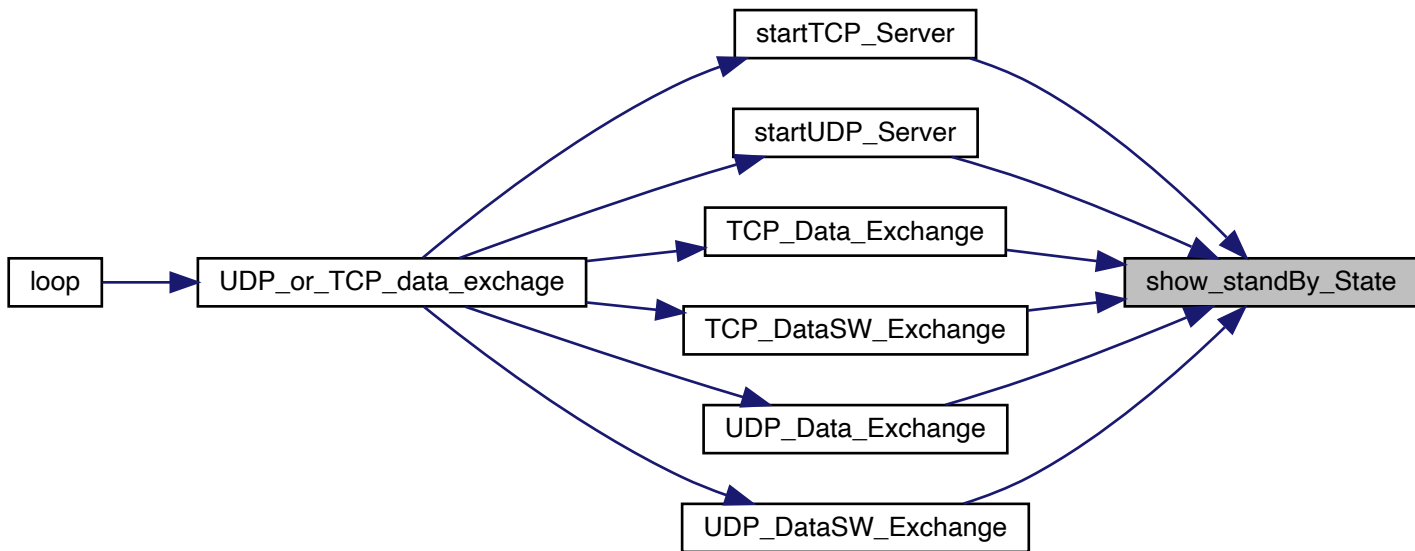 startTCP_Server
startUDP_Server
TCP_Data_Exchange
loop
UDP_or_TCP_data_exchage
show_standBy_State
TCP_DataSW_Exchange
UDP_Data_Exchange
UDP_DataSW_Exchange